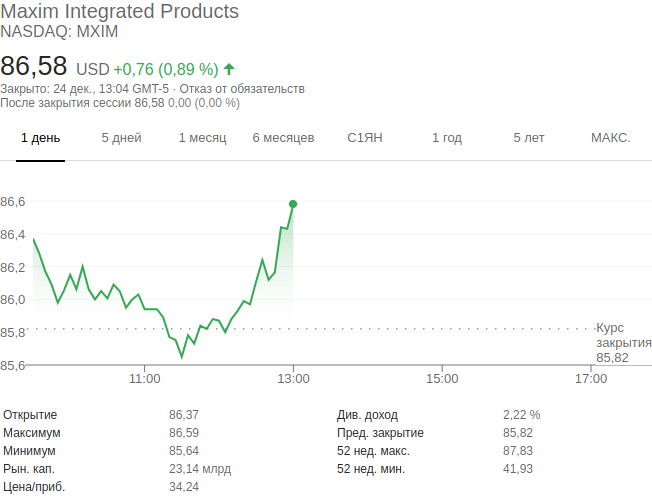 Maxim Integrated Products
NASDAQ: MXIM
86,58 USD +0,76 (0,89 %)
Закрыто: 24 дек., 13:04 GMT-5 · Отказ от обязательств
После закрытия сессии 86,58 0,00 (0,00 %)
1 день 5 дней 1 месяц 6 месяцев С1ЯН 1 год 5 лет МАКС.
86,6
86,4
86,2
86,0
85,8
85,6
Курс
закрытия
85,82
11:00 13:00 15:00 17:00
Открытие 86,37 Див. доход 2,22 %
Максимум 86,59 Пред. закрытие 85,82
Минимум 85,64 52 нед. макс. 87,83
Рын. кап. 23,14 млрд 52 нед. мин. 41,93
Цена/приб. 34,24